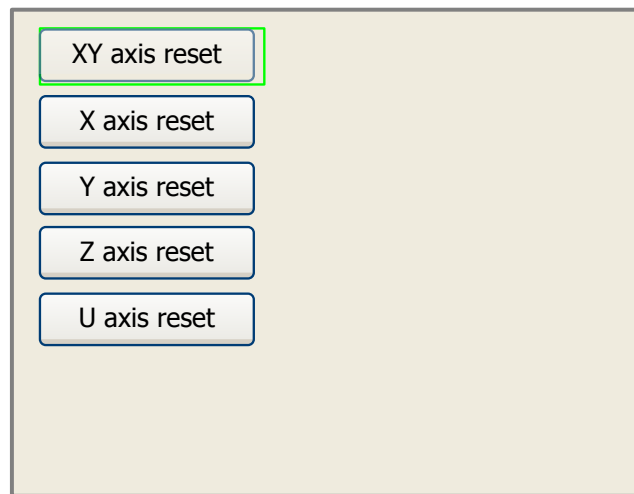 XY axis reset
X axis reset
Y axis reset
Z axis reset
U axis reset